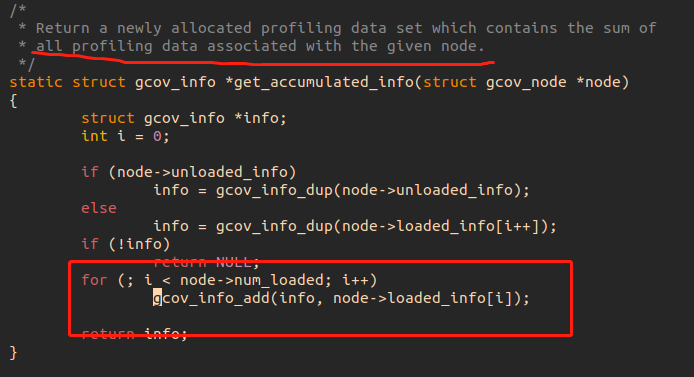 /*
 * Return a newly allocated profiling data set which contains the sum of
 * all profiling data associated with the given node.
 */
static struct gcov_info *get_accumulated_info(struct gcov_node *node)
{
        struct gcov_info *info;
        int i = 0;
        if (node->unloaded_info)
                info = gcov_info_dup(node->unloaded_info);
        else
                info = gcov_info_dup(node->loaded_info[i++]);
        if (!info)
                return NULL;
        for (; i < node->num_loaded; i++)
                gcov_info_add(info, node->loaded_info[i]);
        return info;
}